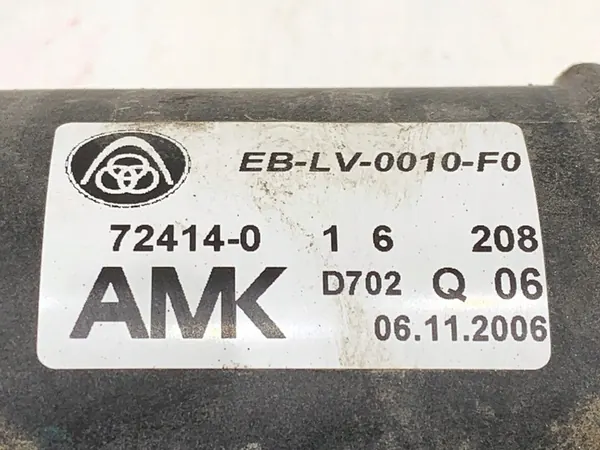 EB-LV-0010-F0
72414-0 1 6 208
AMK D702 Q 06
06.11.2006